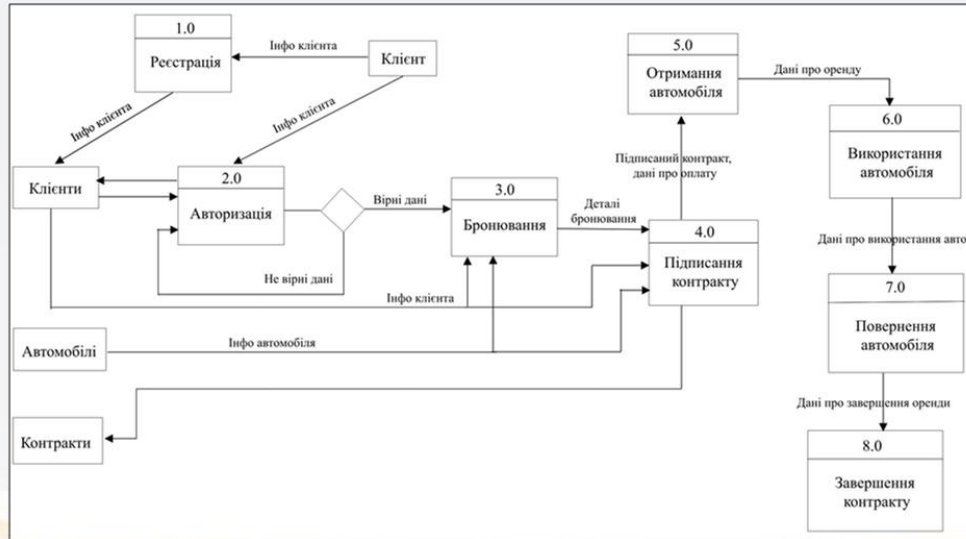 1.0
Реєстрація
Інфо клієнта
Клієнт
Інфо клієнта
Інфо клієнта
Клієнти
2.0
Авторизація
Вірні дані
Не вірні дані
3.0
Бронювання
Деталі
бронювання
4.0
Підписання
контракту
Підписаний контракт,
дані про оплату
5.0
Отримання
автомобіля
Дані про оренду
6.0
Використання
автомобіля
Дані про використання авто
7.0
Повернення
автомобіля
Дані про завершення оренди
8.0
Завершення
контракту
Інфо клієнта
Автомобілі
Інфо автомобіля
Контракти